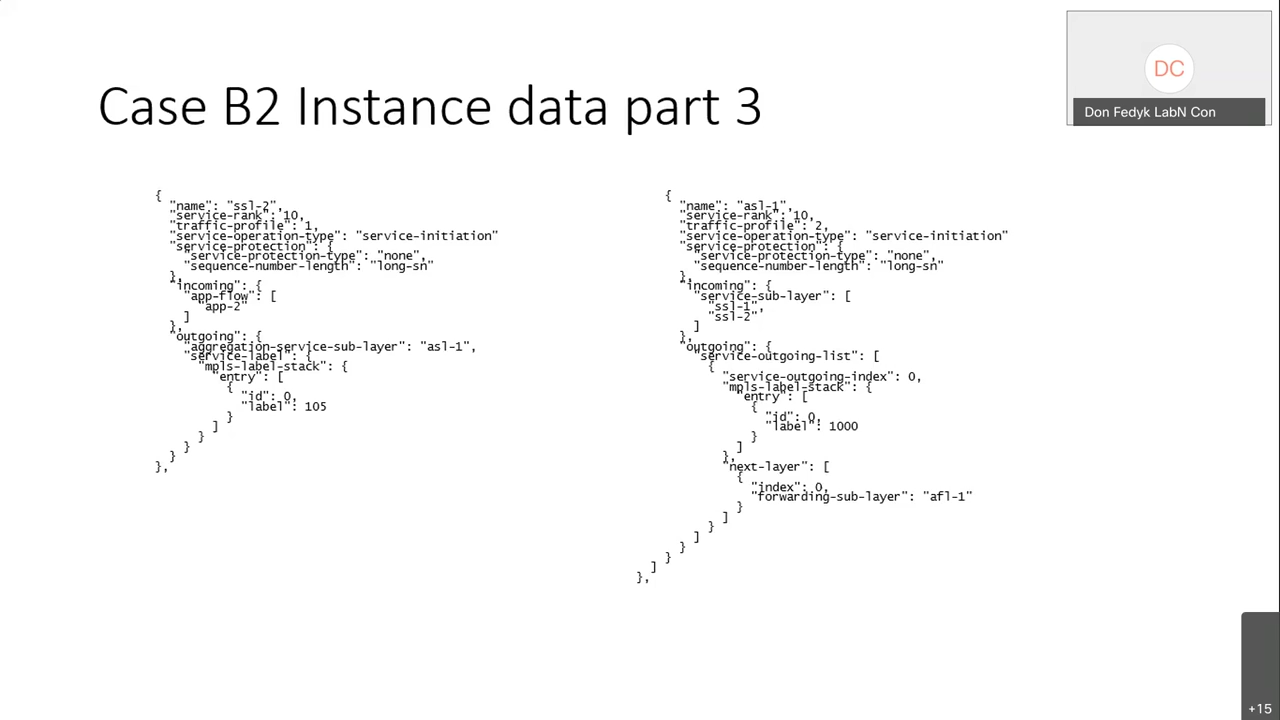 Case B2 Instance data part 3
DC
Don Fedyk LabN Con
{
"name": "ssl-2",
"service-rank": 10,
"traffic-profile": 1,
"service-operation-type": "service-initiation"
"service-protection": {
"service-protection-type": "none",
"sequence-number-length": "long-sn"
},
"incoming": {
"app-flow": [
"app-2"
]
},
"outgoing": {
"aggregation-service-sub-layer": "asl-1",
"service-label": {
"mpls-label-stack": {
"entry": [
{
"id": 0,
"label": 105
}
]
}
}
}
},
{
"name": "asl-1",
"service-rank": 10,
"traffic-profile": 2,
"service-operation-type": "service-initiation"
"service-protection": {
"service-protection-type": "none",
"sequence-number-length": "long-sn"
},
"incoming": {
"service-sub-layer": [
"ssl-1",
"ssl-2"
]
},
"outgoing": {
"service-outgoing-list": [
{
"service-outgoing-index": 0,
"mpls-label-stack": {
"entry": [
{
"id": 0,
"label": 1000
}
]
},
"next-layer": [
{
"index": 0,
"forwarding-sub-layer": "afl-1"
}
]
}
]
}
}
]
},
+15